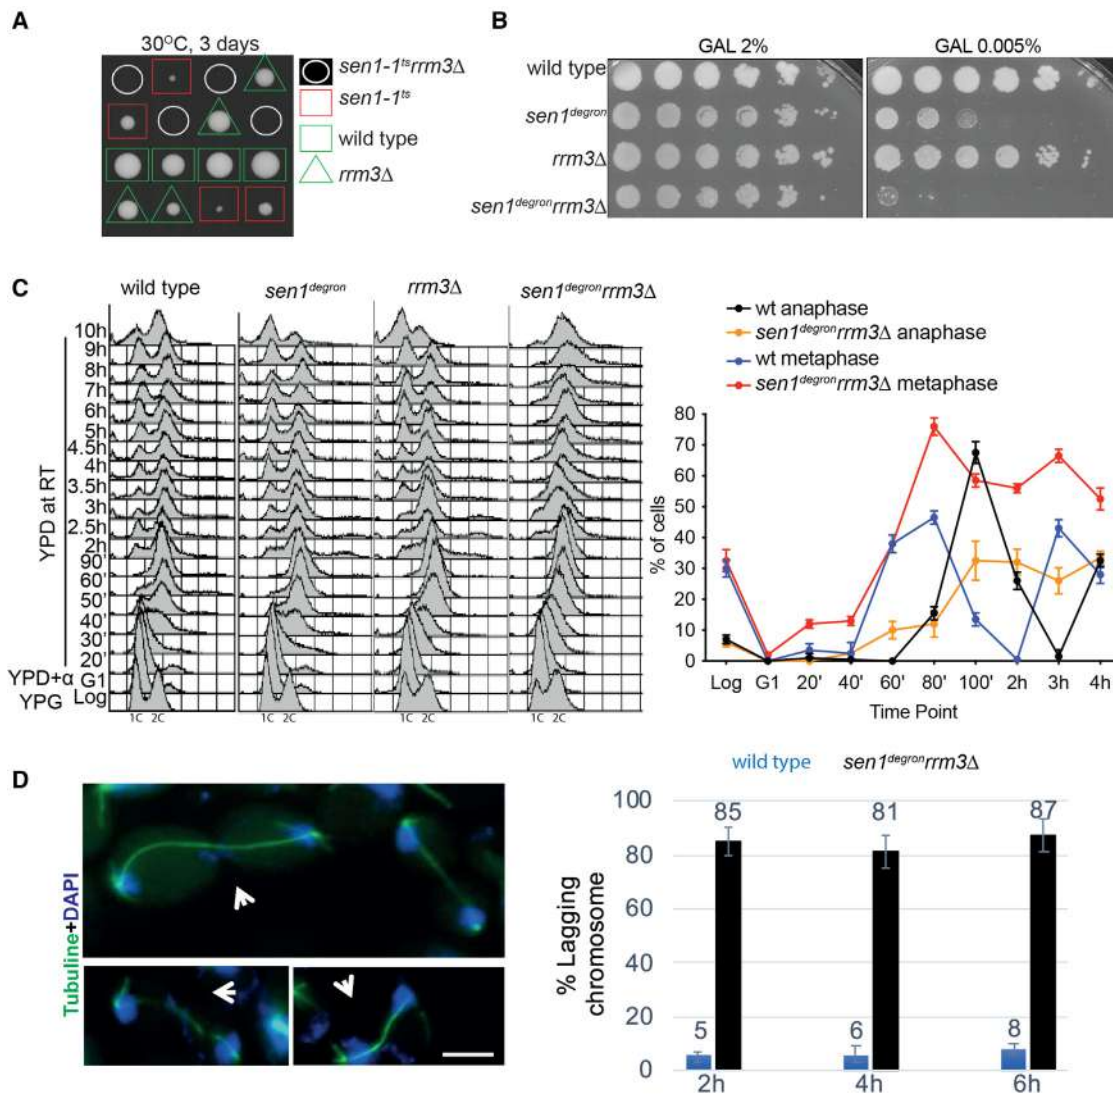 A
30°C, 3 days
sen1-1ᵗˢrrm3Δ
sen1-1ᵗˢ
wild type
rrm3Δ
B
GAL 2%
GAL 0.005%
wild type
sen1ᵈᵉᵍʳᵒⁿ
rrm3Δ
sen1ᵈᵉᵍʳᵒⁿrrm3Δ
C
wild type
sen1ᵈᵉᵍʳᵒⁿ
rrm3Δ
sen1ᵈᵉᵍʳᵒⁿrrm3Δ
YPD at RT
10h
9h
8h
7h
6h
5h
4.5h
4h
3.5h
3h
2.5h
2h
90'
60'
50'
40'
30'
20'
YPD+α G1
YPG Log
1C 2C
1C 2C
1C 2C
1C 2C
wt anaphase
sen1ᵈᵉᵍʳᵒⁿrrm3Δ anaphase
wt metaphase
sen1ᵈᵉᵍʳᵒⁿrrm3Δ metaphase
% of cells
80
70
60
50
40
30
20
10
0
Log G1 20' 40' 60' 80' 100' 2h 3h 4h
Time Point
D
Tubuline+DAPI
wild type sen1ᵈᵉᵍʳᵒⁿrrm3Δ
% Lagging
chromosome
100
80
60
40
20
0
5
85
6
81
8
87
2h 4h 6h